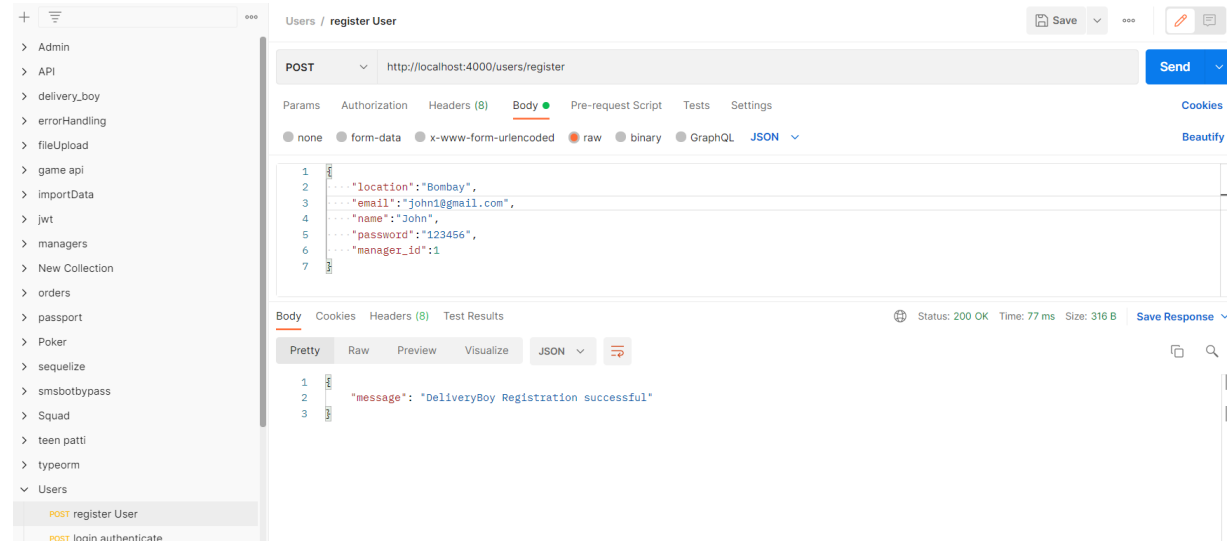 Users / register User
Save
Admin
API
delivery_boy
errorHandling
fileUpload
game api
importData
jwt
managers
New Collection
orders
passport
Poker
sequelize
smsbotbypass
Squad
teen patti
typeorm
Users
POST register User
POST login authenticate
POST http://localhost:4000/users/register Send
Params Authorization Headers (8) Body Pre-request Script Tests Settings Cookies
none form-data x-www-form-urlencoded raw binary GraphQL JSON Beautify
1 {
2 "location":"Bombay",
3 "email":"john1@gmail.com",
4 "name":"John",
5 "password":"123456",
6 "manager_id":1
7 }
Body Cookies Headers (8) Test Results Status: 200 OK Time: 77 ms Size: 316 B Save Response
Pretty Raw Preview Visualize JSON
1 {
2 "message": "DeliveryBoy Registration successful"
3 }